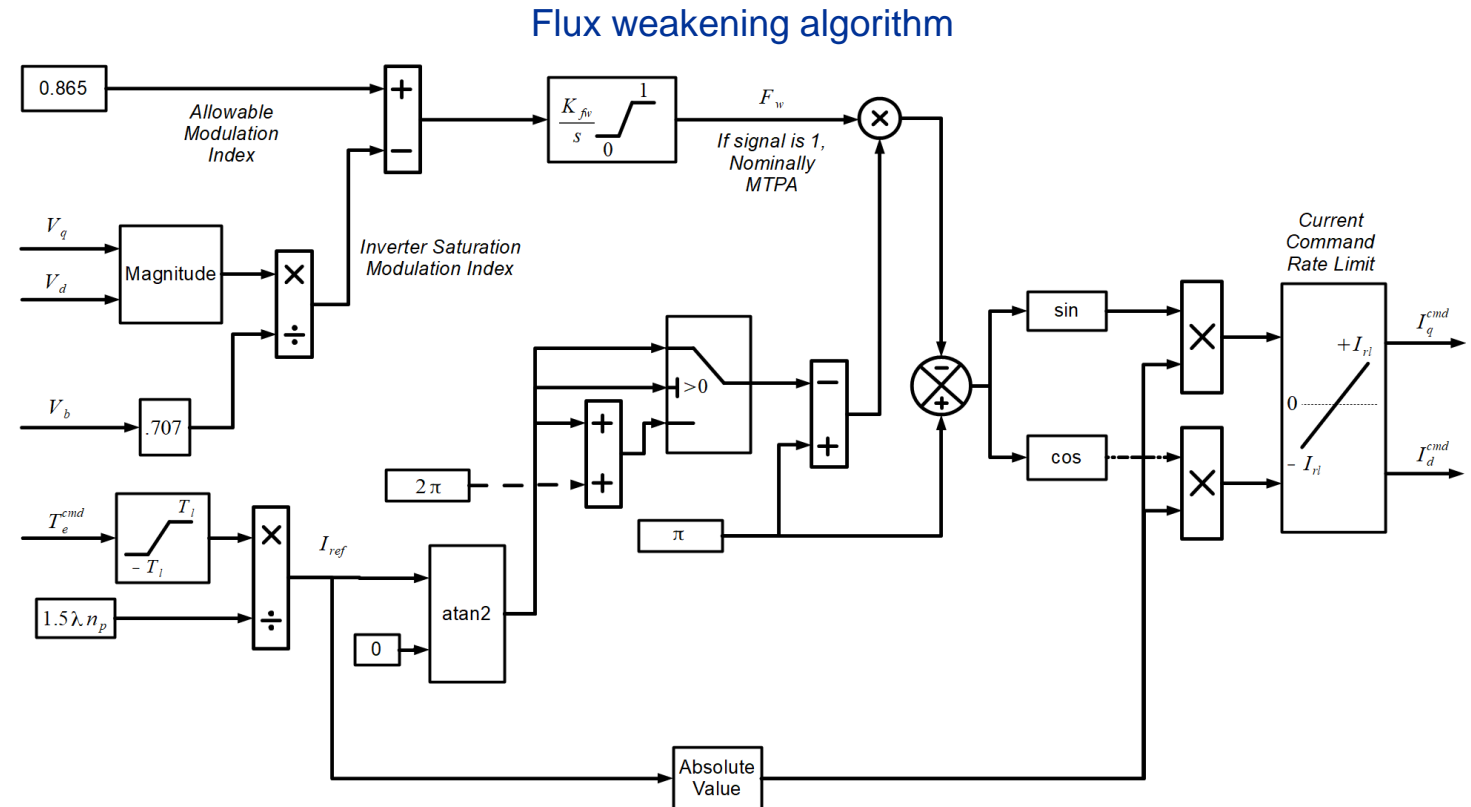 Flux weakening algorithm
0.865
Allowable
Modulation
Index
+
−
K_fw
s
1
0
F_w
If signal is 1,
Nominally
MTPA
×
V_q
V_d
Magnitude
×
÷
Inverter Saturation
Modulation Index
V_b
.707
>0
+
+
2π
−
+
π
−
+
sin
cos
×
×
Current
Command
Rate Limit
+I_rl
0
- I_rl
I_q^cmd
I_d^cmd
T_e^cmd
T_l
- T_l
×
÷
1.5λn_p
I_ref
atan2
0
Absolute
Value